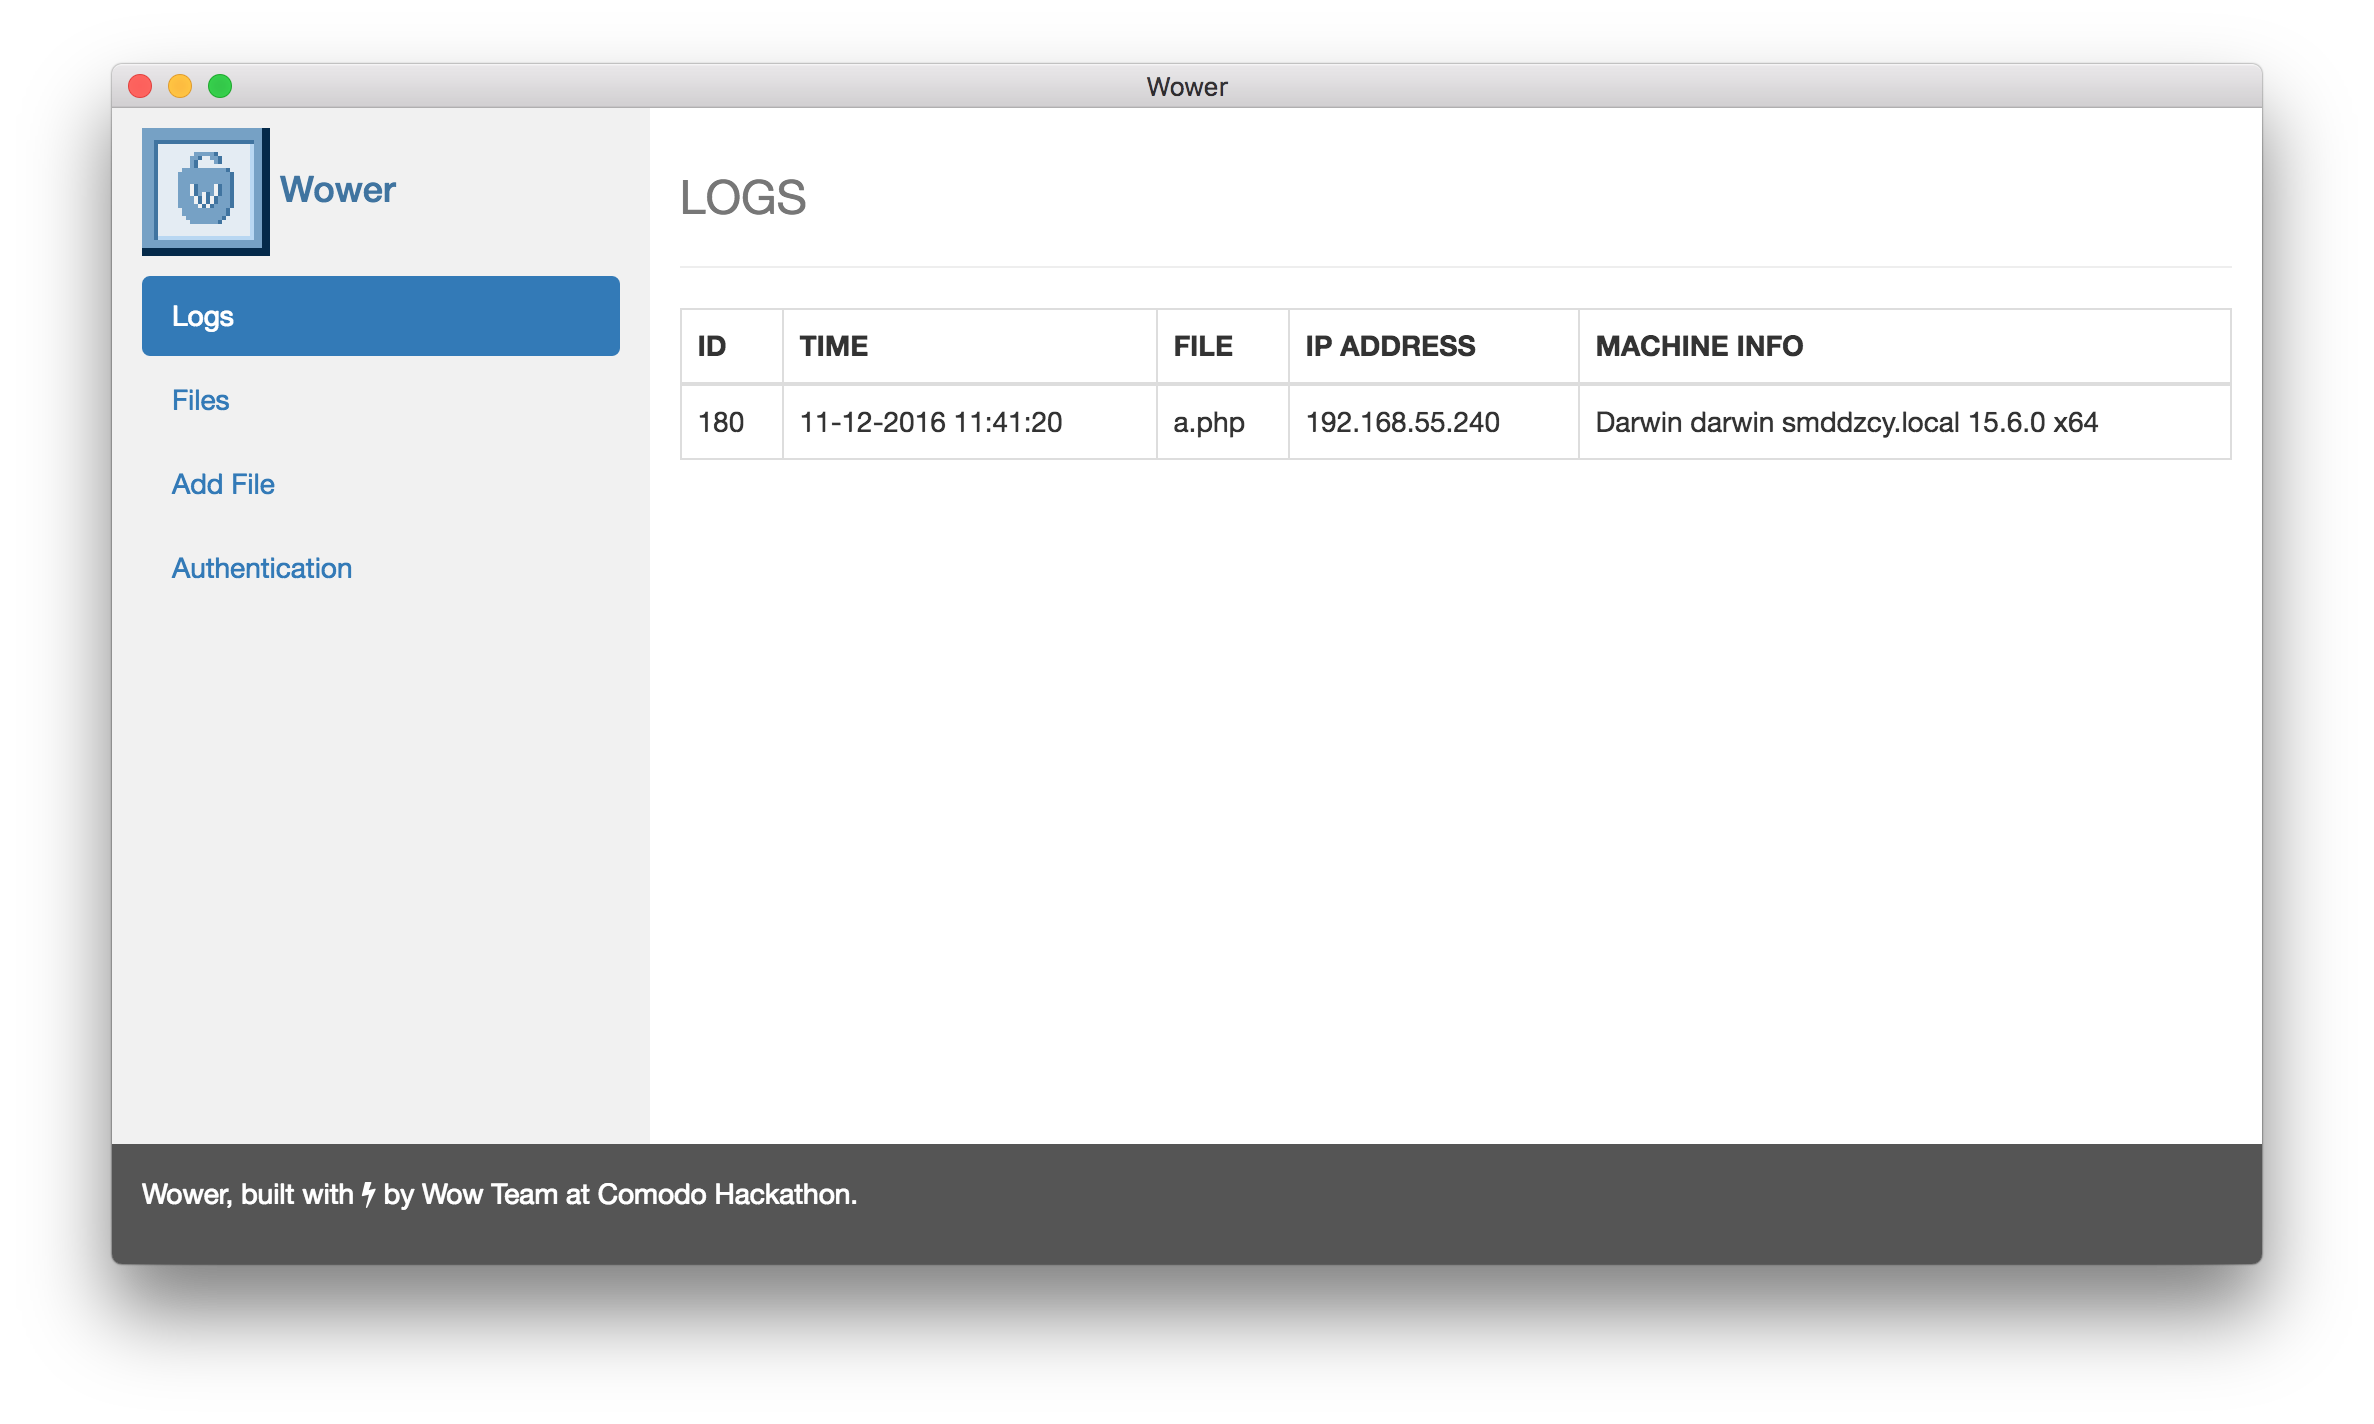 Wower
Wower
Logs
Files
Add File
Authentication
LOGS
ID TIME FILE IP ADDRESS MACHINE INFO
180 11-12-2016 11:41:20 a.php 192.168.55.240 Darwin darwin smddzcy.local 15.6.0 x64
Wower, built with by Wow Team at Comodo Hackathon.